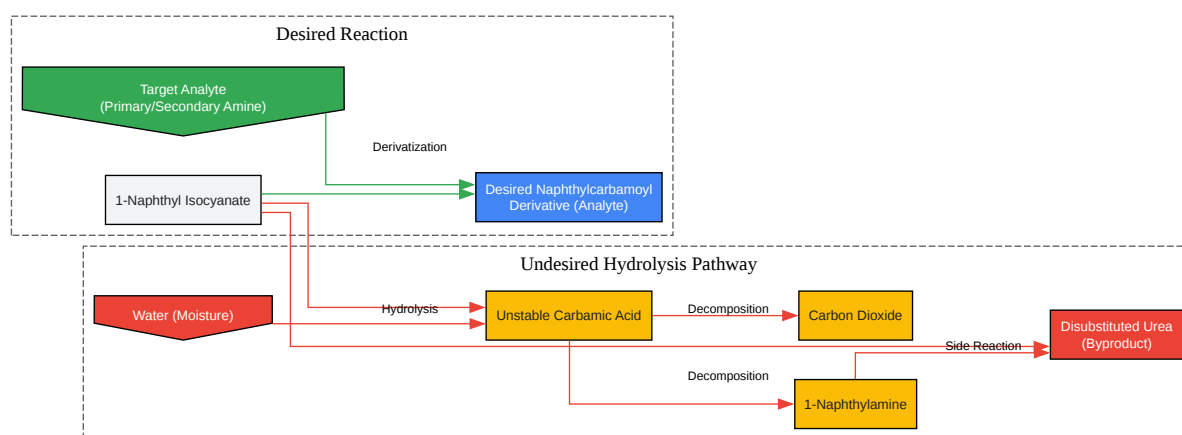 Desired Reaction
Target Analyte
(Primary/Secondary Amine)
Derivatization
1-Naphthyl Isocyanate
Desired Naphthylcarbamoyl
Derivative (Analyte)
Undesired Hydrolysis Pathway
Water (Moisture)
Hydrolysis
Unstable Carbamic Acid
Decomposition
Carbon Dioxide
Disubstituted Urea
(Byproduct)
Side Reaction
Decomposition
1-Naphthylamine